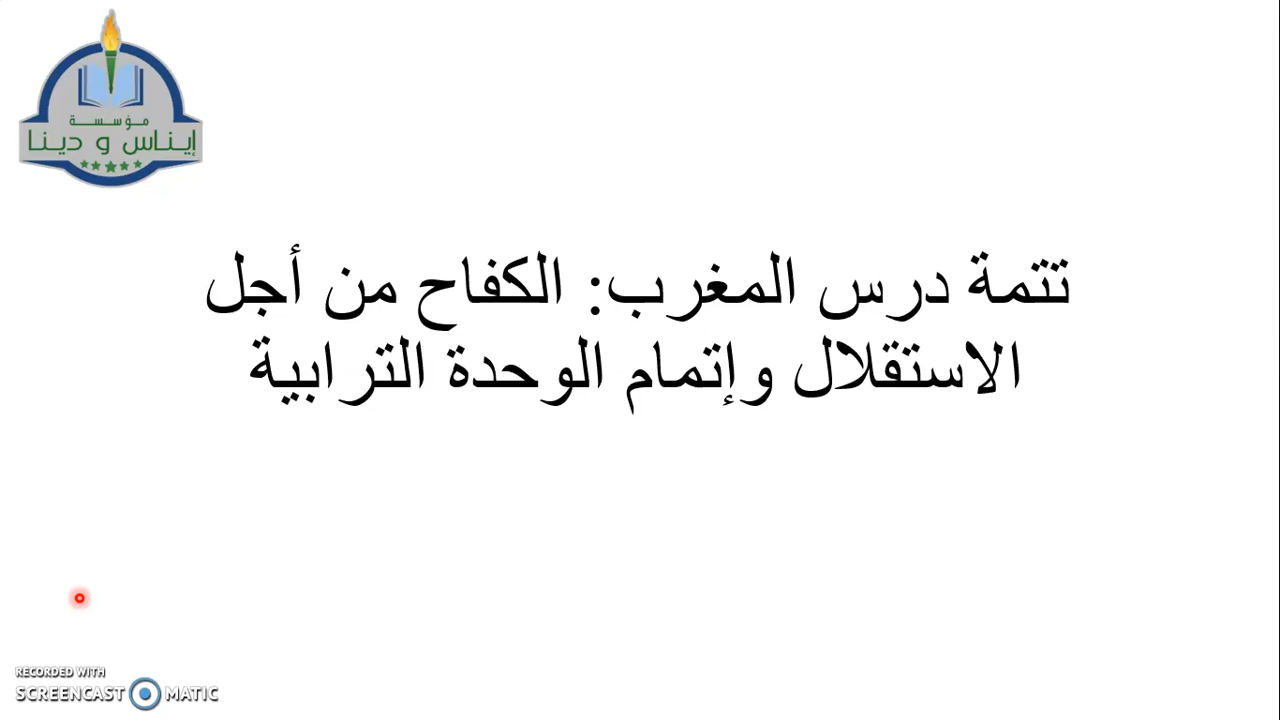 مؤسسة
إيناس و دينا
تتمة درس المغرب: الكفاح من أجل
الاستقلال وإتمام الوحدة الترابية
RECORDED WITH
SCREENCAST MATIC